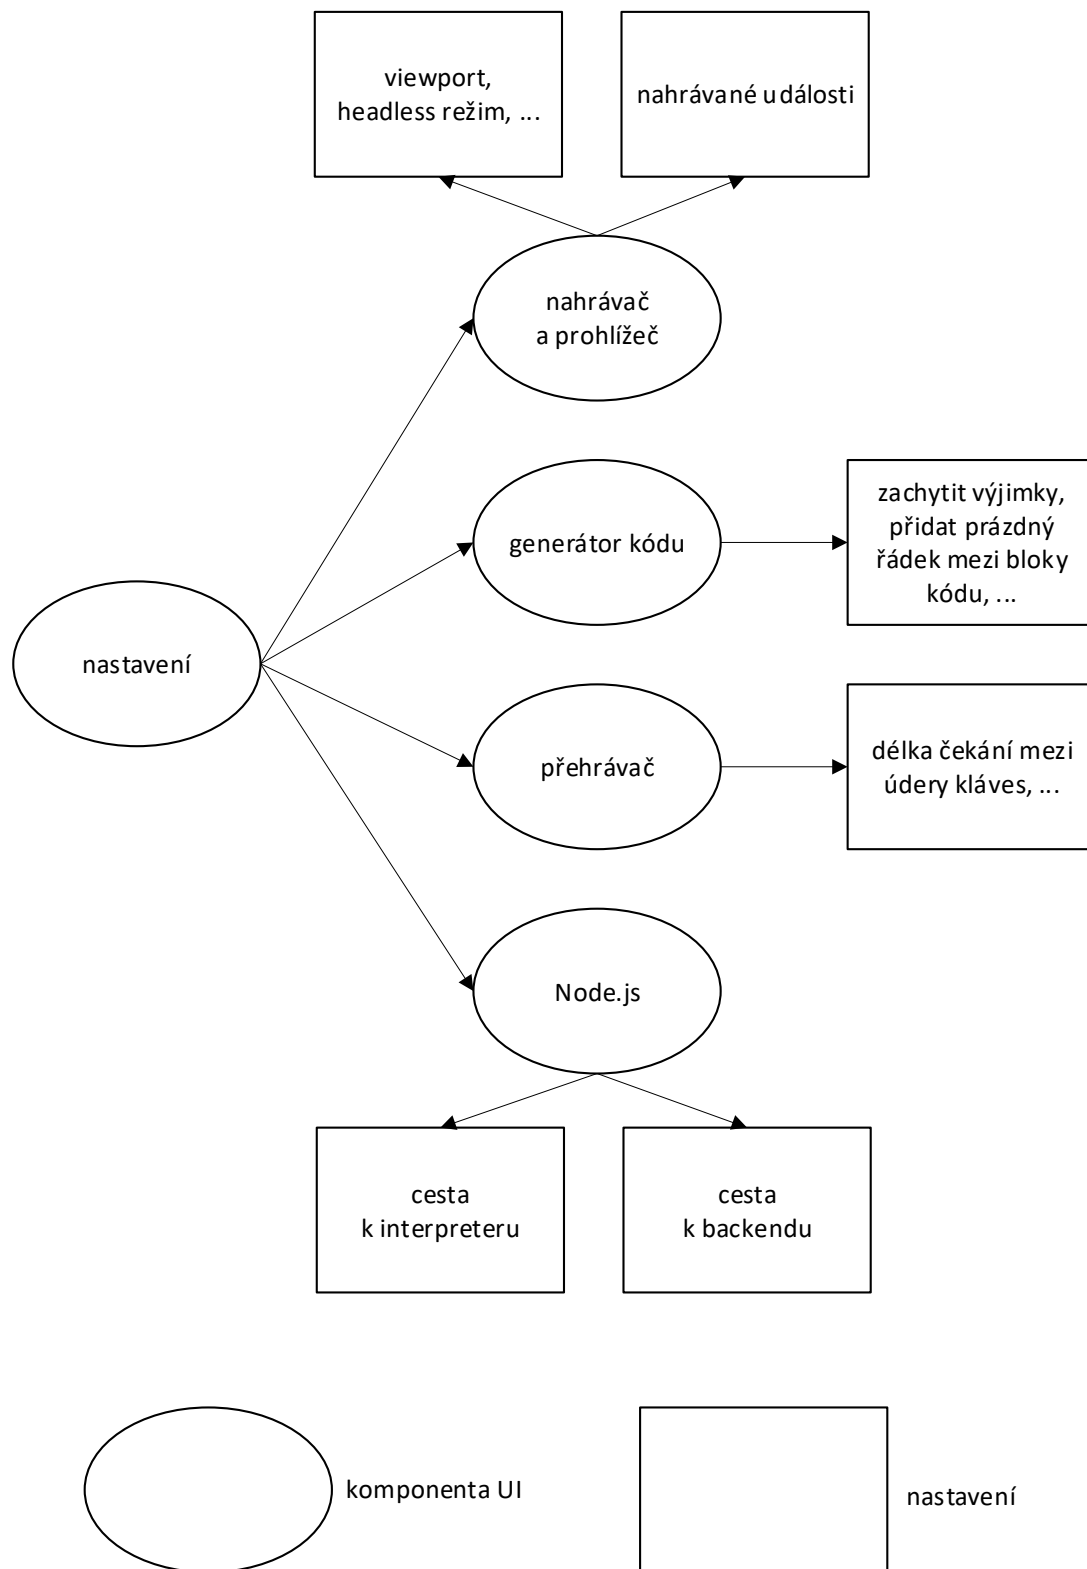 viewport,
headless režim, ...
nahrávané události
nahrávač
a prohlížeč
generátor kódu
zachytit výjimky,
přidat prázdný
řádek mezi bloky
kódu, ...
nastavení
přehrávač
délka čekání mezi
údery kláves, ...
Node.js
cesta
k interpreteru
cesta
k backendu
komponenta UI
nastavení